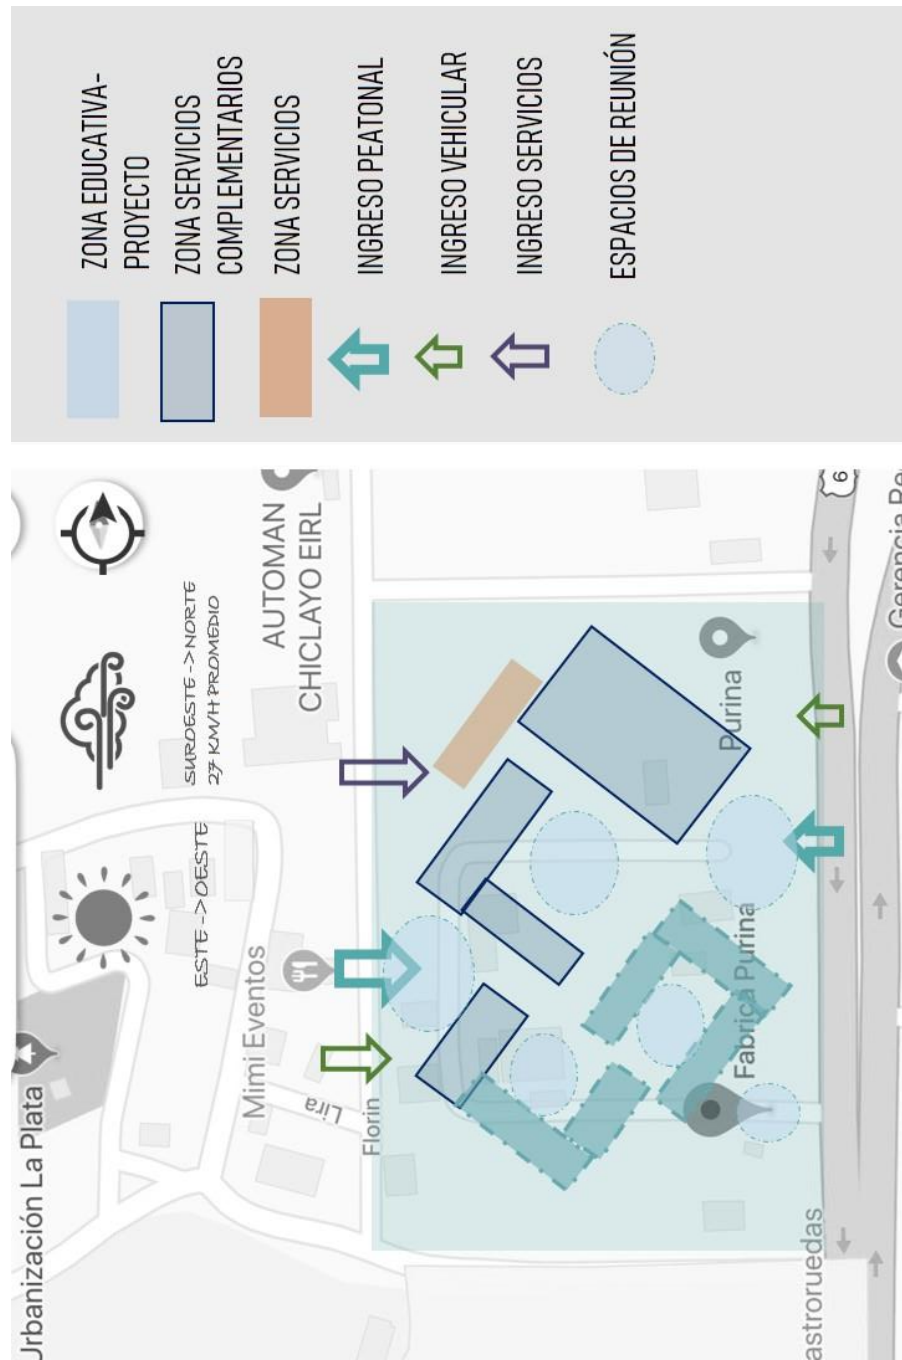 ZONA EDUCATIVA-
PROYECTO
ZONA SERVICIOS
COMPLEMENTARIOS
ZONA SERVICIOS
INGRESO PEATONAL
INGRESO VEHICULAR
INGRESO SERVICIOS
ESPACIOS DE REUNIÓN
Urbanización La Plata
ESTE -> OESTE
SUROESTE -> NORTE
27 KM/H PROMEDIO
Mimi Eventos
AUTOMAN
CHICLAYO EIRL
Lira
Florin
Fabrica Purina
Purina
astroruedas
6
Gerencia Re